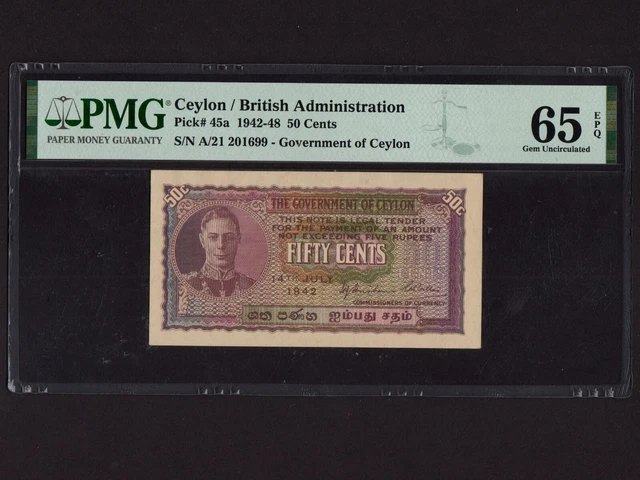 PMG
PAPER MONEY GUARANTY
Ceylon / British Administration
Pick# 45a 1942-48 50 Cents
S/N A/21 201699 - Government of Ceylon
65 EPQ
Gem Uncirculated
50c 50c
THE GOVERNMENT OF CEYLON
THIS NOTE IS LEGAL TENDER
FOR THE PAYMENT OF AN AMOUNT
NOT EXCEEDING FIVE RUPEES
FIFTY CENTS
14TH JULY
1942
COMMISSIONERS OF CURRENCY
ශත පණහ ஐம்பது சதம்